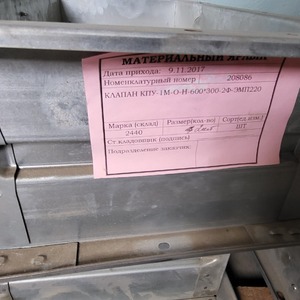 МАТЕРИАЛЬНЫЙ ЯРЛЫК
Дата прихода: 9.11.2017
Номенклатурный номер 208086
КЛАПАН КПУ-1М-О-Н-600*300-2Ф-ЭМП220
Марка (склад) Размер(кол-во) Сорт(ед.изм.)
2440 ШТ
Ст кладовщик (подпись)
Подразделение заказчик: